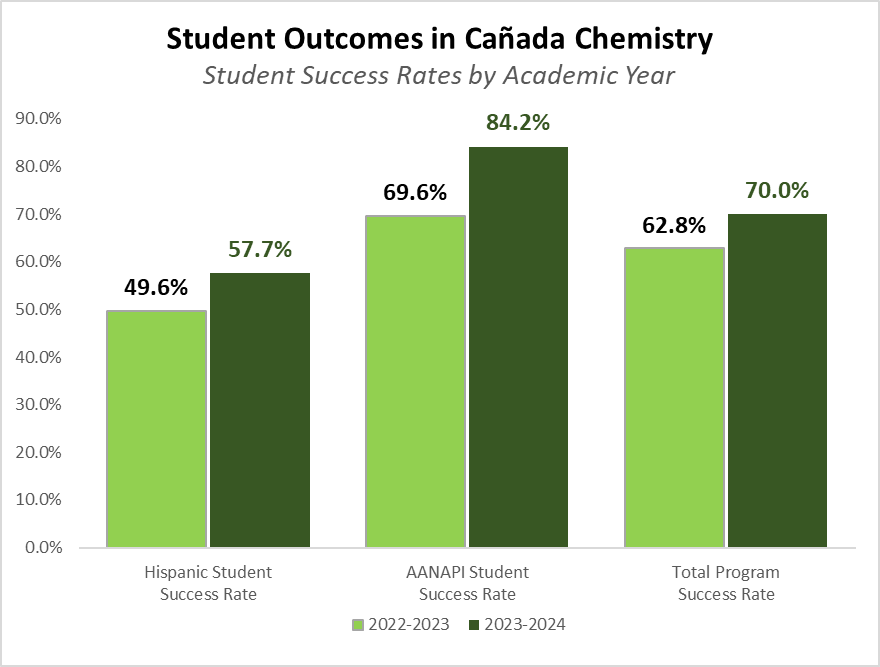 Student Outcomes in Cañada Chemistry
Student Success Rates by Academic Year
90.0%
80.0%
70.0%
60.0%
50.0%
40.0%
30.0%
20.0%
10.0%
0.0%
49.6%
57.7%
69.6%
84.2%
62.8%
70.0%
Hispanic Student
Success Rate
AANAPI Student
Success Rate
Total Program
Success Rate
2022-2023
2023-2024